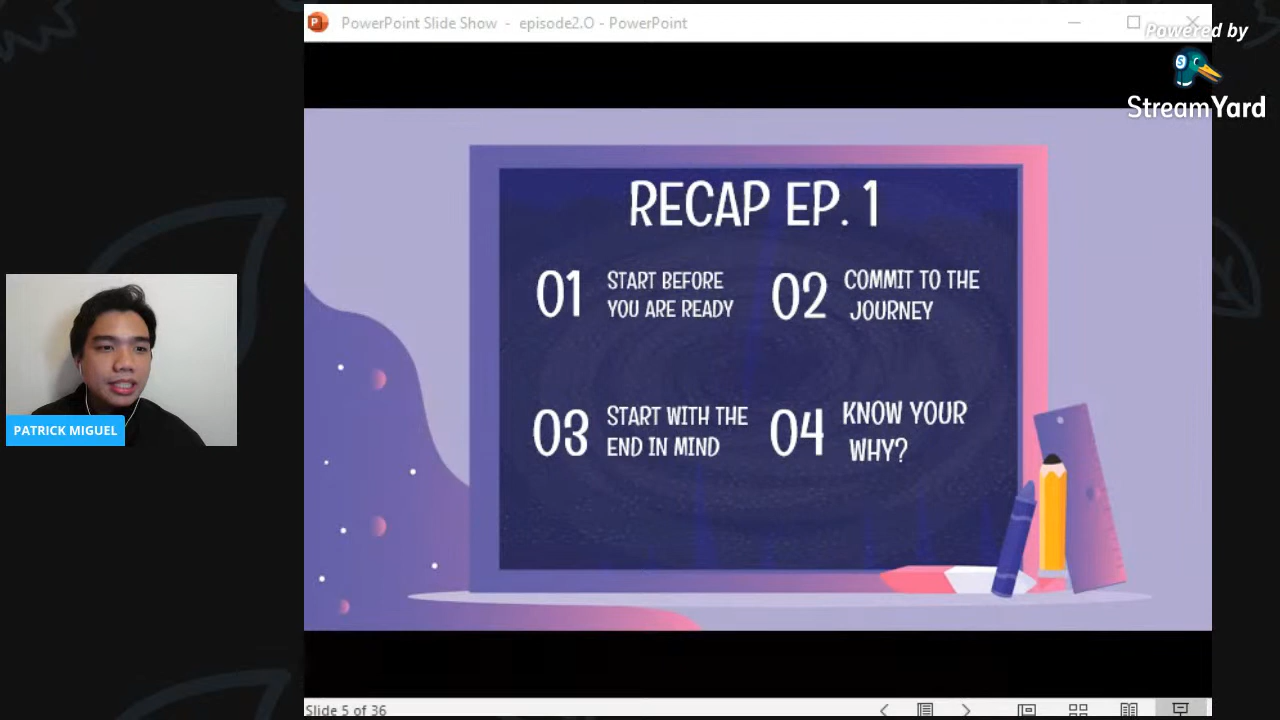 PowerPoint Slide Show - episode2.O - PowerPoint
Powered by
S
StreamYard
RECAP EP. 1
01 START BEFORE
YOU ARE READY
02 COMMIT TO THE
JOURNEY
03 START WITH THE
END IN MIND
04 KNOW YOUR
WHY?
PATRICK MIGUEL
Slide 5 of 36